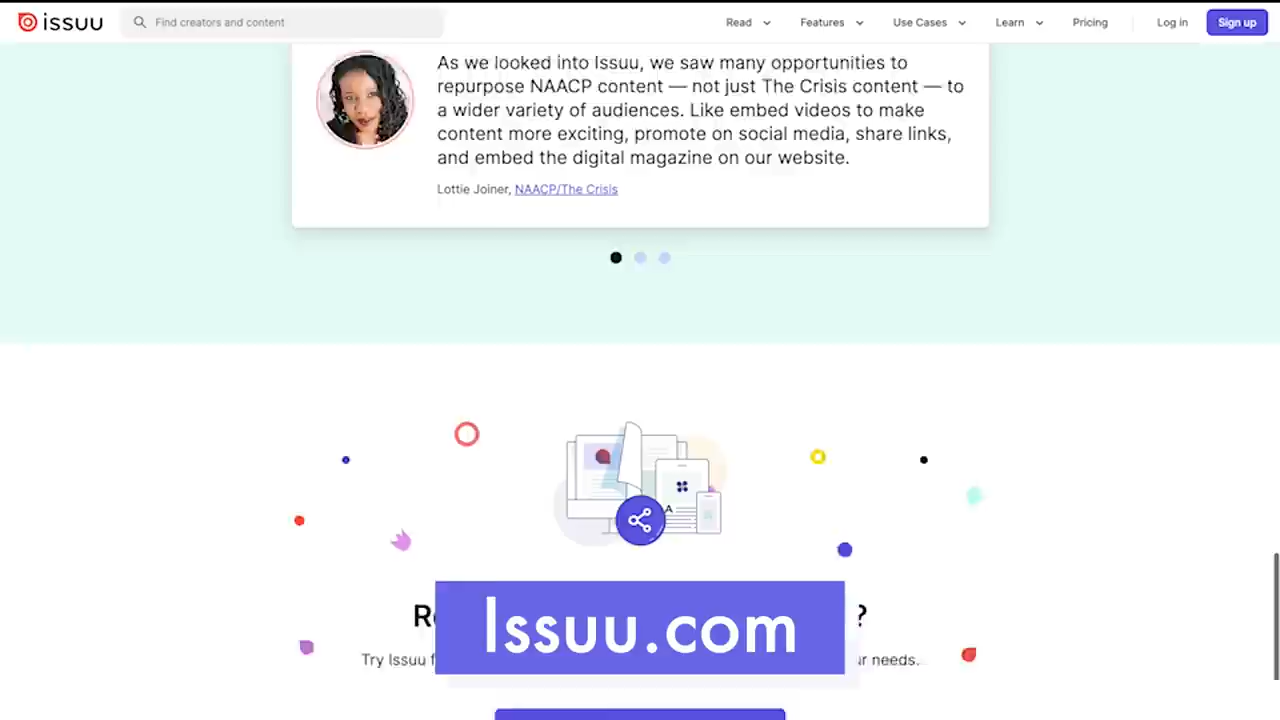 issuu
Find creators and content
Read
Features
Use Cases
Learn
Pricing
Log in
Sign up
As we looked into Issuu, we saw many opportunities to
repurpose NAACP content — not just The Crisis content — to
a wider variety of audiences. Like embed videos to make
content more exciting, promote on social media, share links,
and embed the digital magazine on our website.
Lottie Joiner, NAACP/The Crisis
A
?
Issuu.com
Try Issuu
needs.